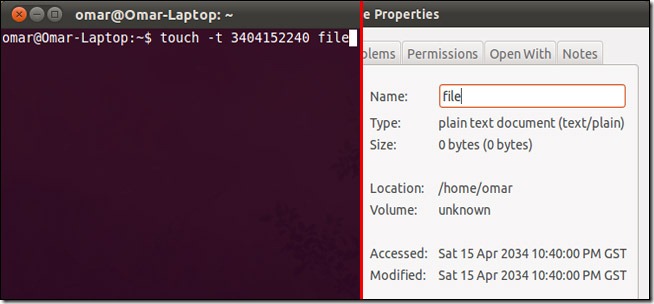 omar@Omar-Laptop: ~
omar@Omar-Laptop:~$ touch -t 3404152240 file
e Properties
blems Permissions Open With Notes
Name: file
Type: plain text document (text/plain)
Size: 0 bytes (0 bytes)
Location: /home/omar
Volume: unknown
Accessed: Sat 15 Apr 2034 10:40:00 PM GST
Modified: Sat 15 Apr 2034 10:40:00 PM GST